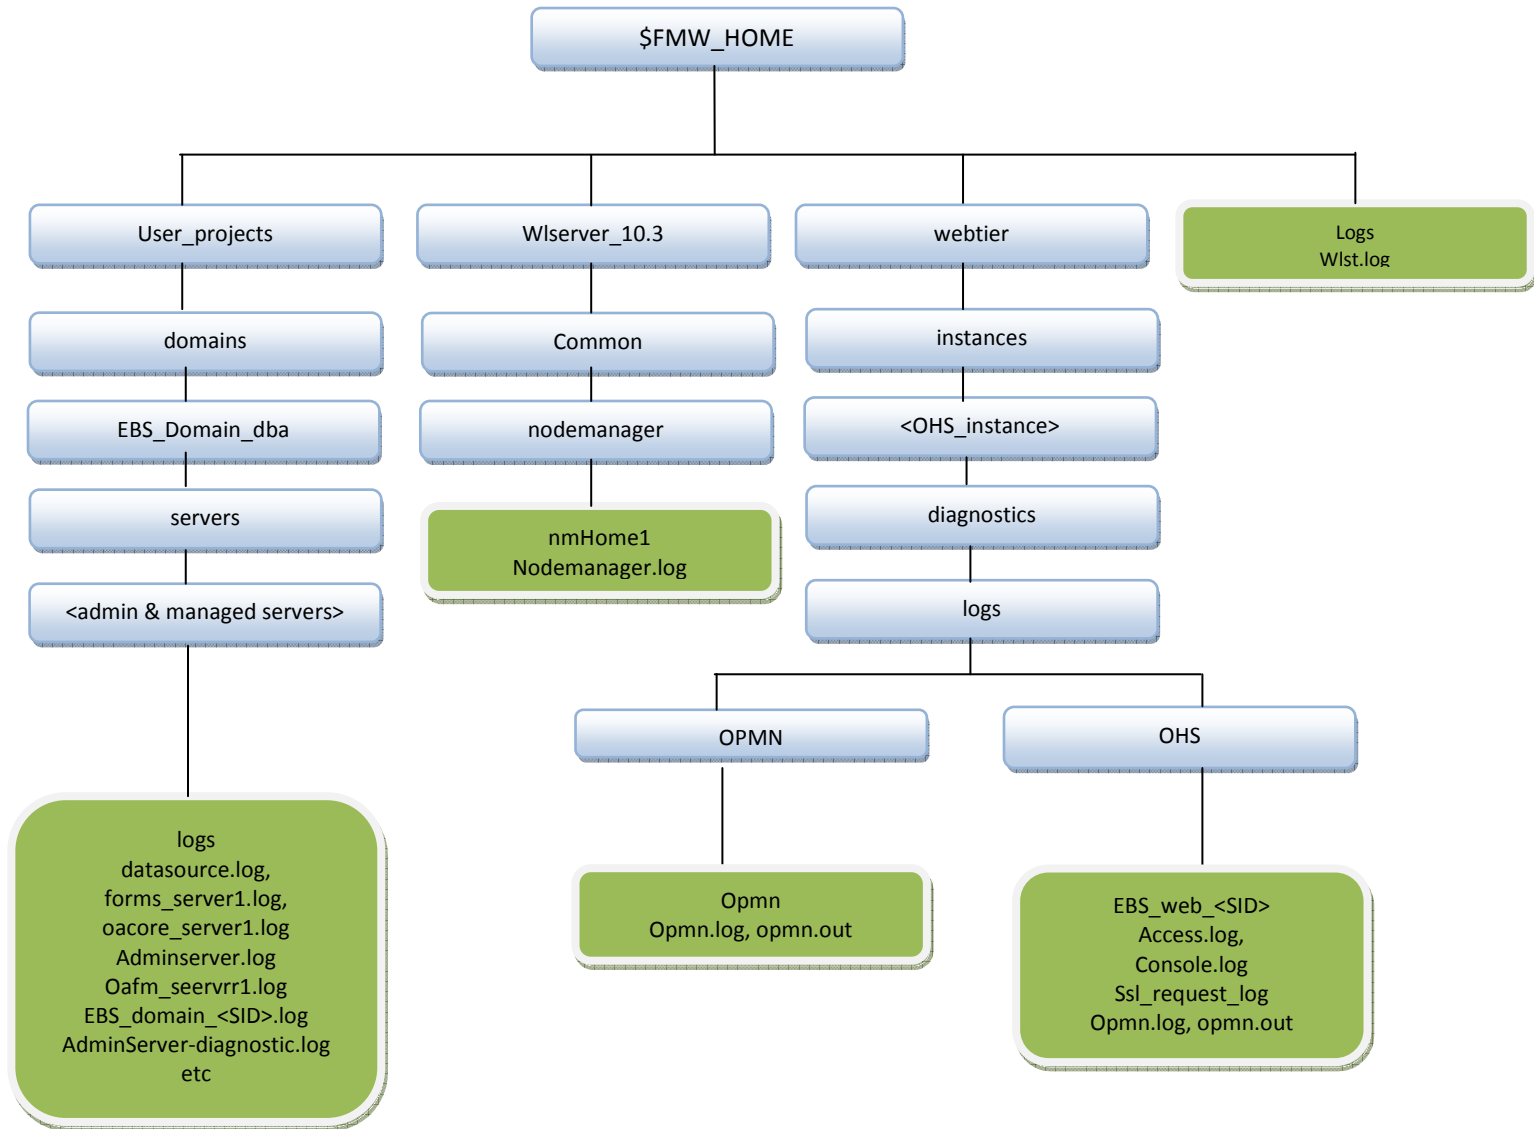 $FMW_HOME
User_projects
Wlserver_10.3
webtier
Logs
Wlst.log
domains
Common
instances
EBS_Domain_dba
nodemanager
<OHS_instance>
servers
nmHome1
Nodemanager.log
diagnostics
<admin & managed servers>
logs
OPMN
OHS
logs
datasource.log,
forms_server1.log,
oacore_server1.log
Adminserver.log
Oafm_seervrr1.log
EBS_domain_<SID>.log
AdminServer-diagnostic.log
etc
Opmn
Opmn.log, opmn.out
EBS_web_<SID>
Access.log,
Console.log
Ssl_request_log
Opmn.log, opmn.out